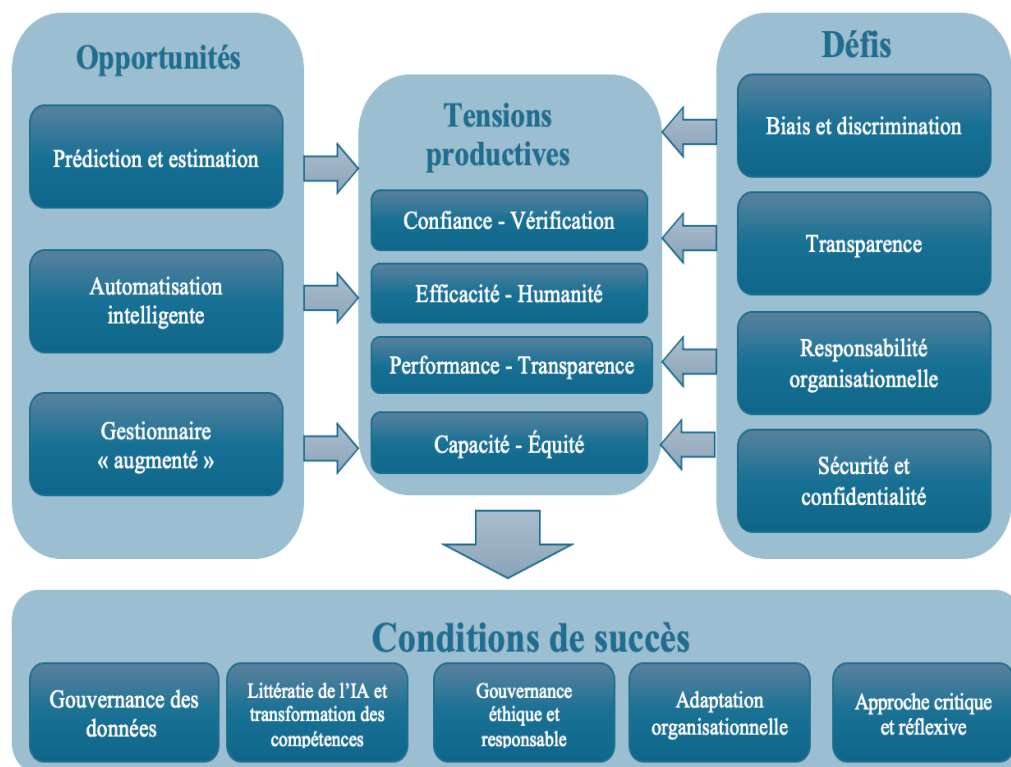 Opportunités
Prédiction et estimation
Automatisation
intelligente
Gestionnaire
« augmenté »
Tensions
productives
Confiance - Vérification
Efficacité - Humanité
Performance - Transparence
Capacité - Équité
Défis
Biais et discrimination
Transparence
Responsabilité
organisationnelle
Sécurité et
confidentialité
Conditions de succès
Gouvernance des
données
Littératie de l’IA et
transformation des
compétences
Gouvernance
éthique et
responsable
Adaptation
organisationnelle
Approche critique
et réflexive